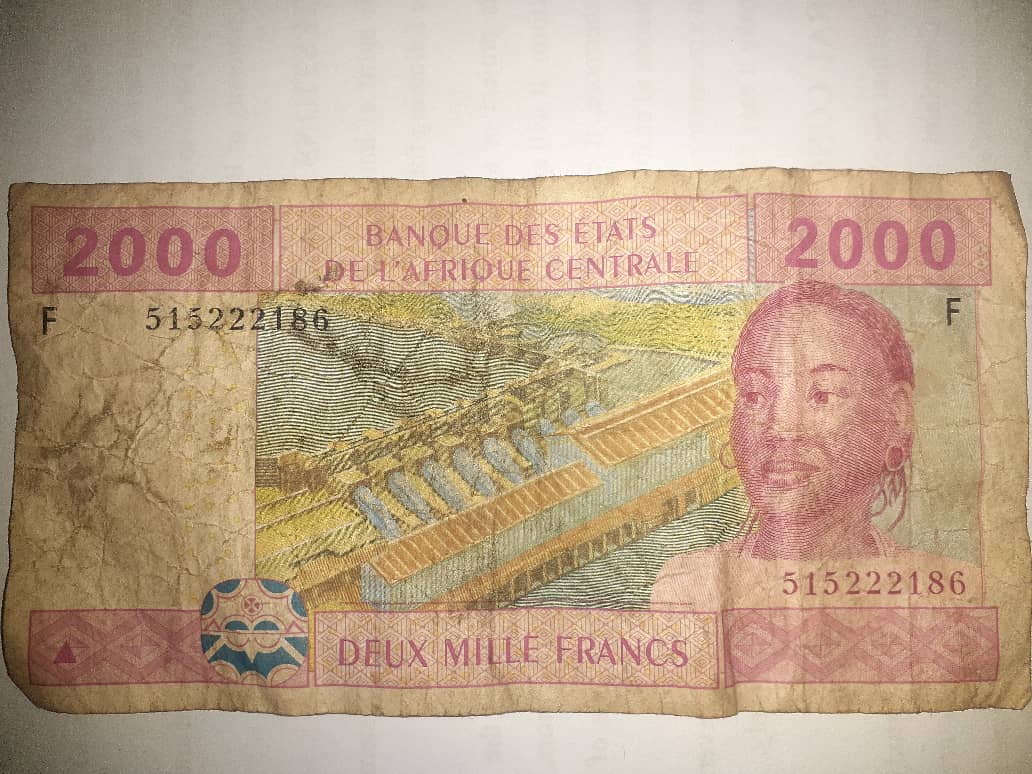 2000
BANQUE DES ÉTATS
DE L'AFRIQUE CENTRALE
2000
F 515222186
F
515222186
DEUX MILLE FRANCS